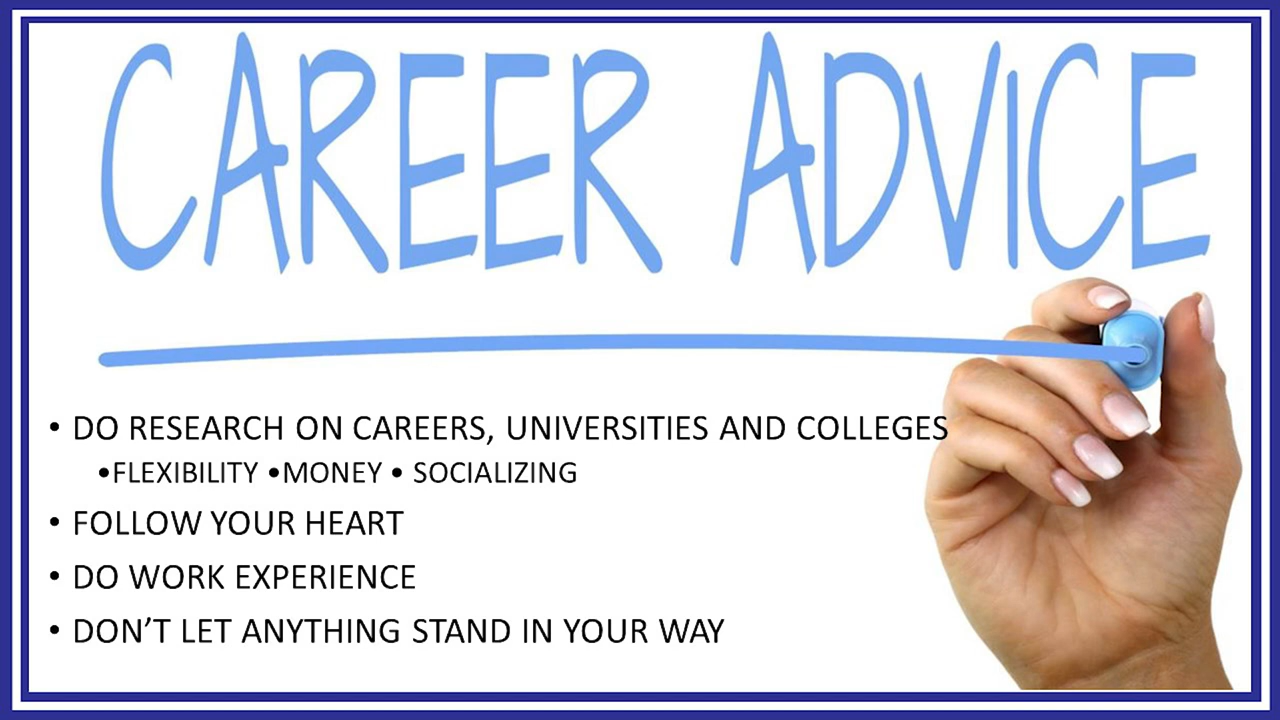 CAREER ADVICE
• DO RESEARCH ON CAREERS, UNIVERSITIES AND COLLEGES
•FLEXIBILITY •MONEY • SOCIALIZING
• FOLLOW YOUR HEART
• DO WORK EXPERIENCE
• DON’T LET ANYTHING STAND IN YOUR WAY